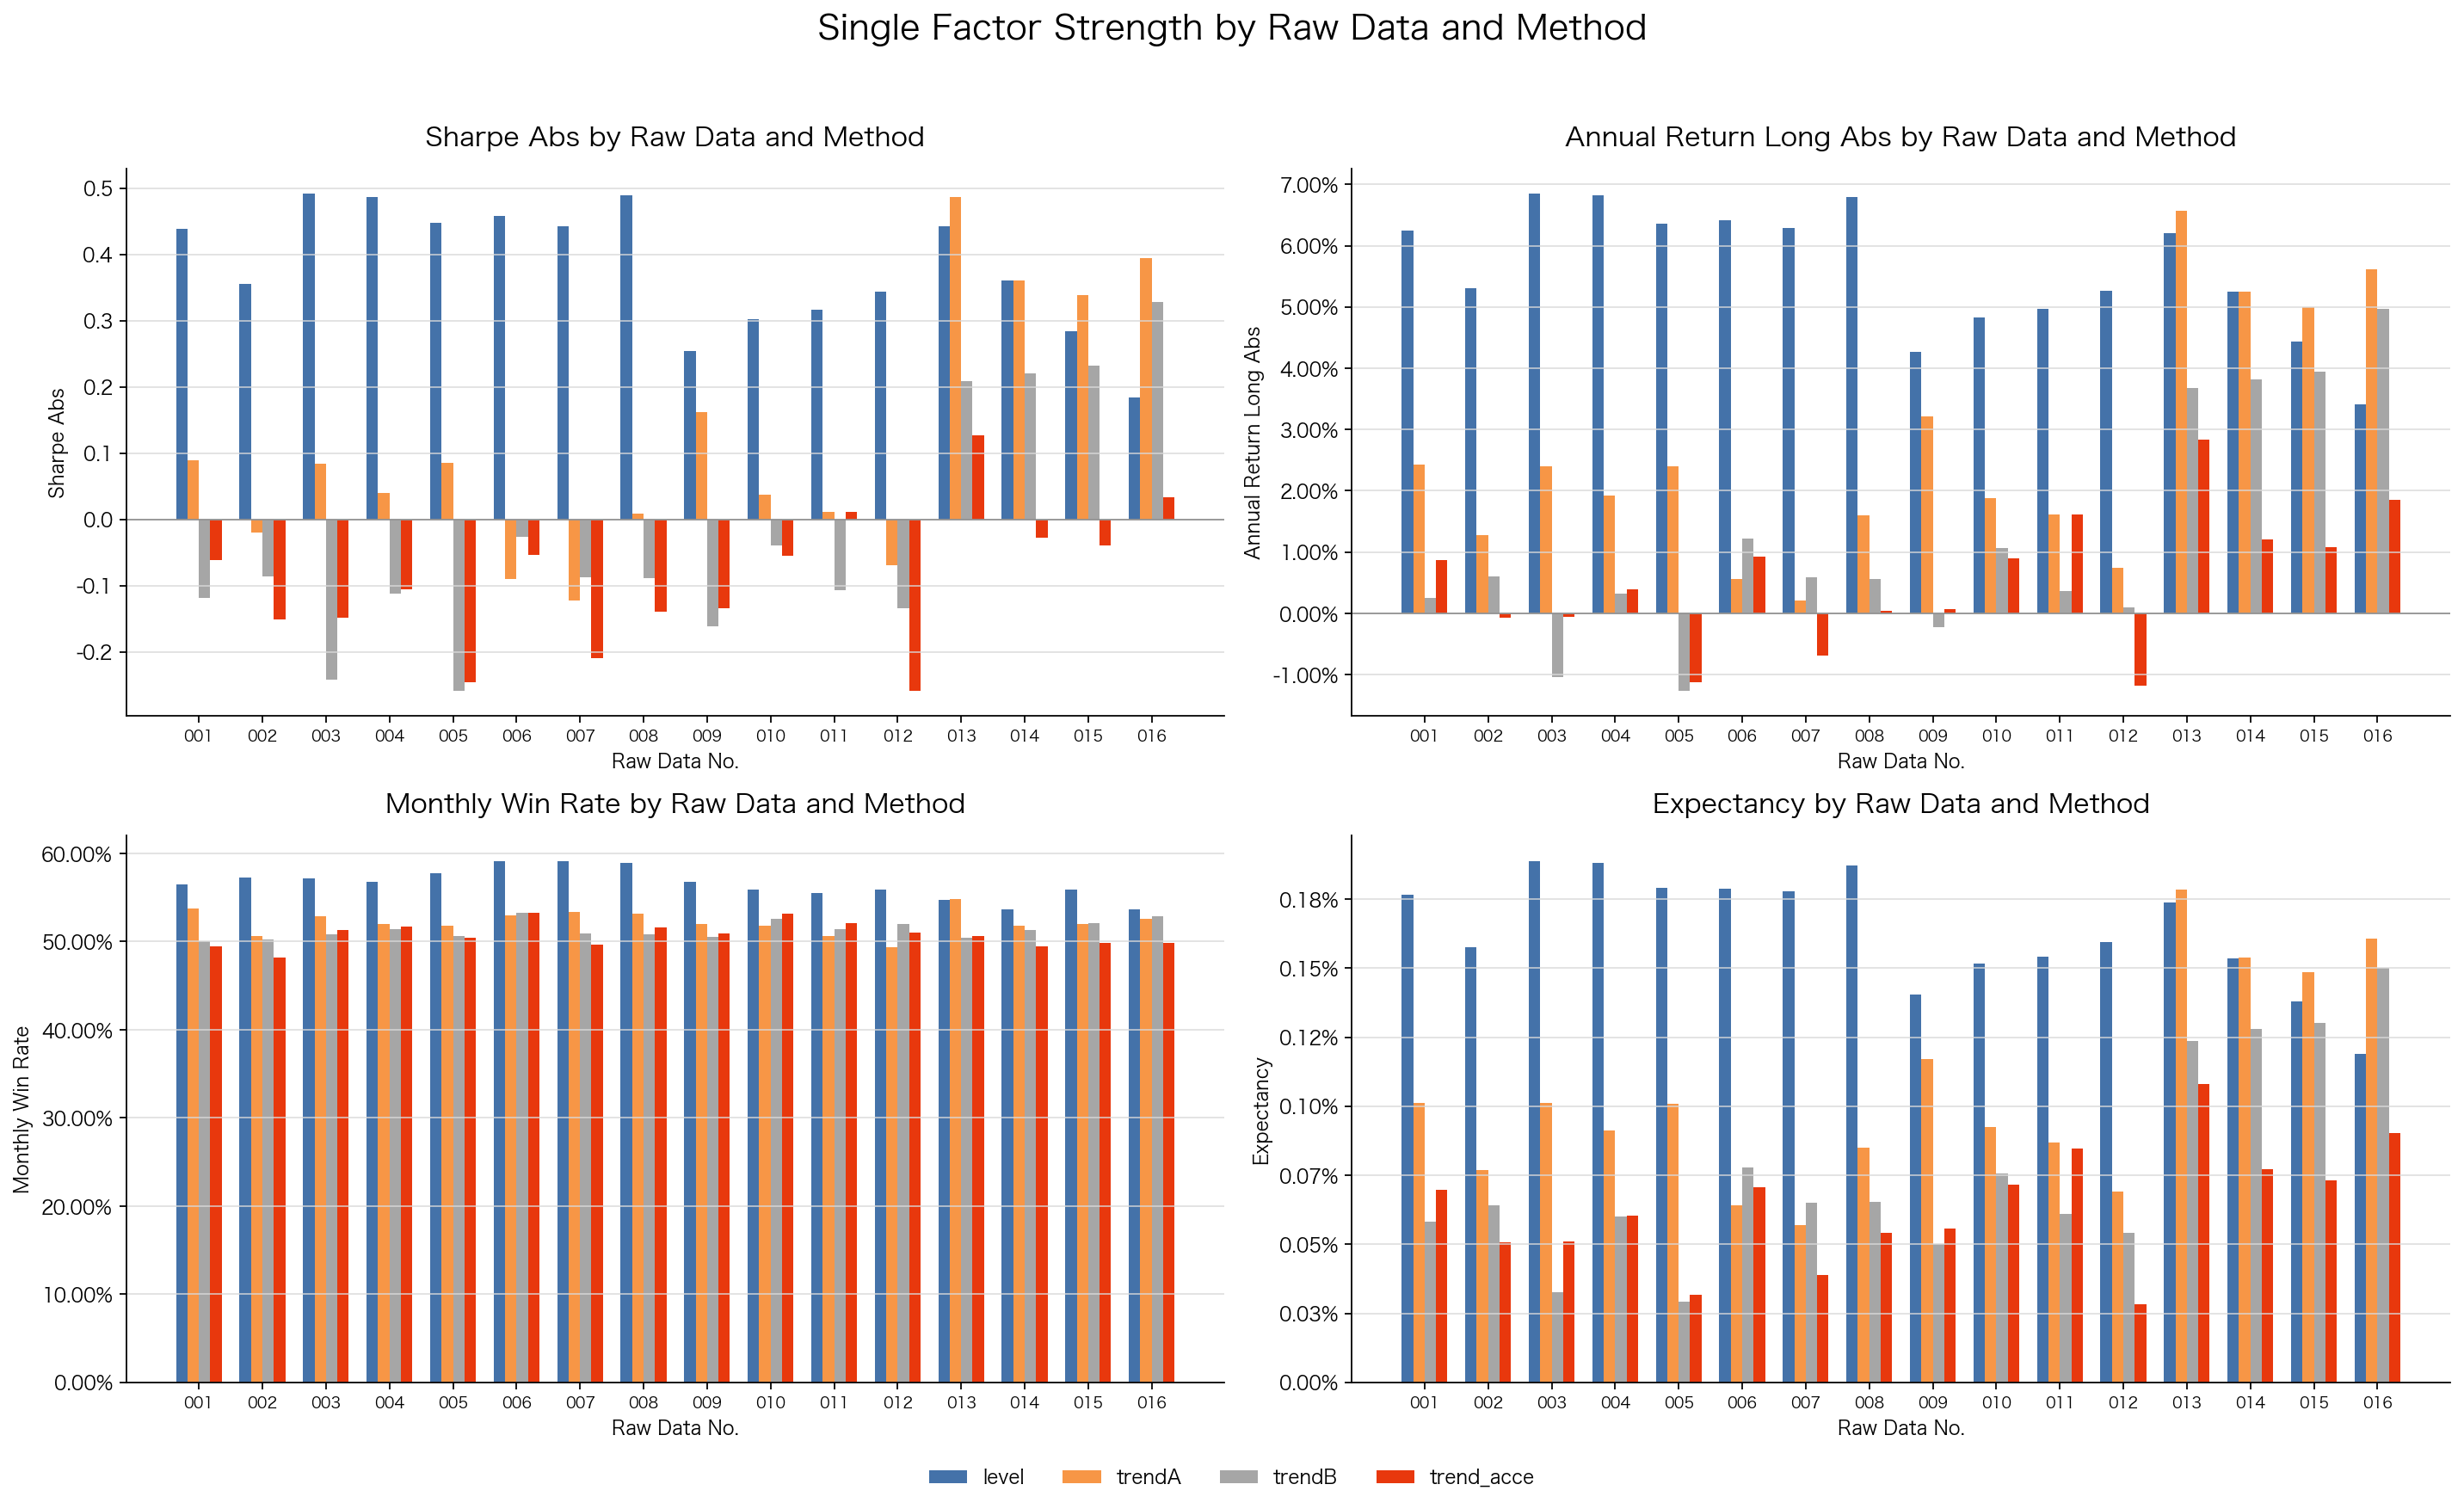 Single Factor Strength by Raw Data and Method
Sharpe Abs by Raw Data and Method
Sharpe Abs
0.5
0.4
0.3
0.2
0.1
0.0
-0.1
-0.2
001 002 003 004 005 006 007 008 009 010 011 012 013 014 015 016
Raw Data No.
Annual Return Long Abs by Raw Data and Method
Annual Return Long Abs
7.00%
6.00%
5.00%
4.00%
3.00%
2.00%
1.00%
0.00%
-1.00%
001 002 003 004 005 006 007 008 009 010 011 012 013 014 015 016
Raw Data No.
Monthly Win Rate by Raw Data and Method
Monthly Win Rate
60.00%
50.00%
40.00%
30.00%
20.00%
10.00%
0.00%
001 002 003 004 005 006 007 008 009 010 011 012 013 014 015 016
Raw Data No.
Expectancy by Raw Data and Method
Expectancy
0.18%
0.15%
0.12%
0.10%
0.07%
0.05%
0.03%
0.00%
001 002 003 004 005 006 007 008 009 010 011 012 013 014 015 016
Raw Data No.
level trendA trendB trend_acce